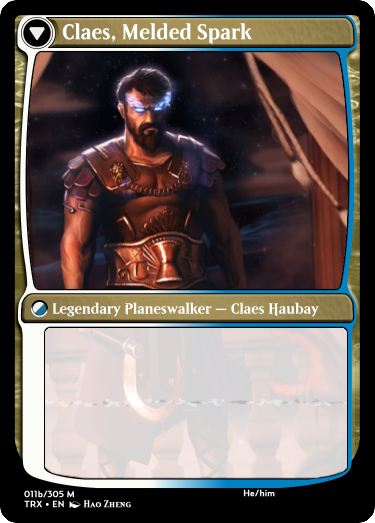 Claes, Melded Spark
Legendary Planeswalker — Claes Haubay
011b/305 M
He/him
TRX • EN Hao Zheng